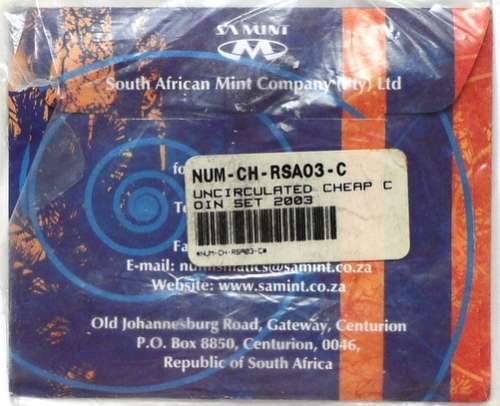 SA MINT
South African Mint Company (Pty) Ltd
NUM-CH-RSA03-C
UNCIRCULATED CHEAP C
OIN SET 2003
*NUM-CH-RSA03-C*
E-mail: numismatics@samint.co.za
Website: www.samint.co.za
Old Johannesburg Road, Gateway, Centurion
P.O. Box 8850, Centurion, 0046,
Republic of South Africa